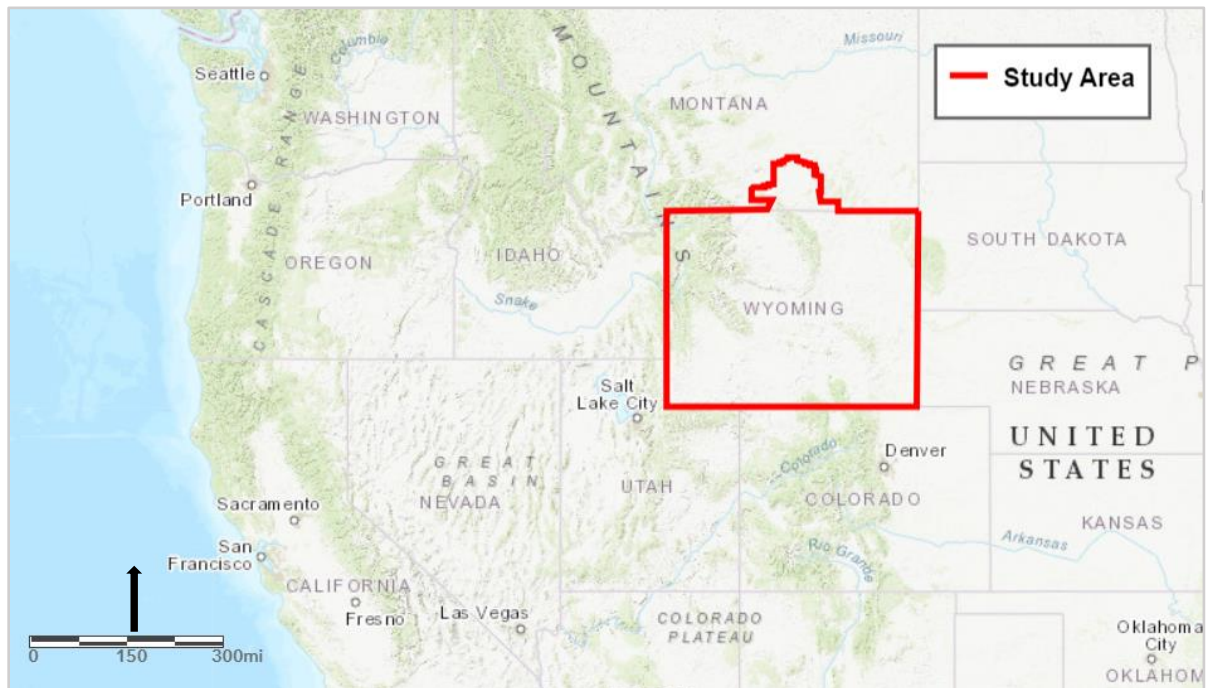 Study Area
Missouri
Columbia
Seattle
MOUNTAINS
MONTANA
WASHINGTON
CASCADE RANGE
Portland
SOUTH DAKOTA
OREGON
IDAHO
Snake
WYOMING
GREAT P
NEBRASKA
Salt
Lake City
UNITED
STATES
Denver
Colorado
GREAT
BASIN
NEVADA
UTAH
COLORADO
Sacramento
KANSAS
Arkansas
San
Francisco
Rio Grande
CALIFORNIA
Fresno
Las Vegas
COLORADO
PLATEAU
Oklahoma
City
OKLAHOM
0 150 300mi